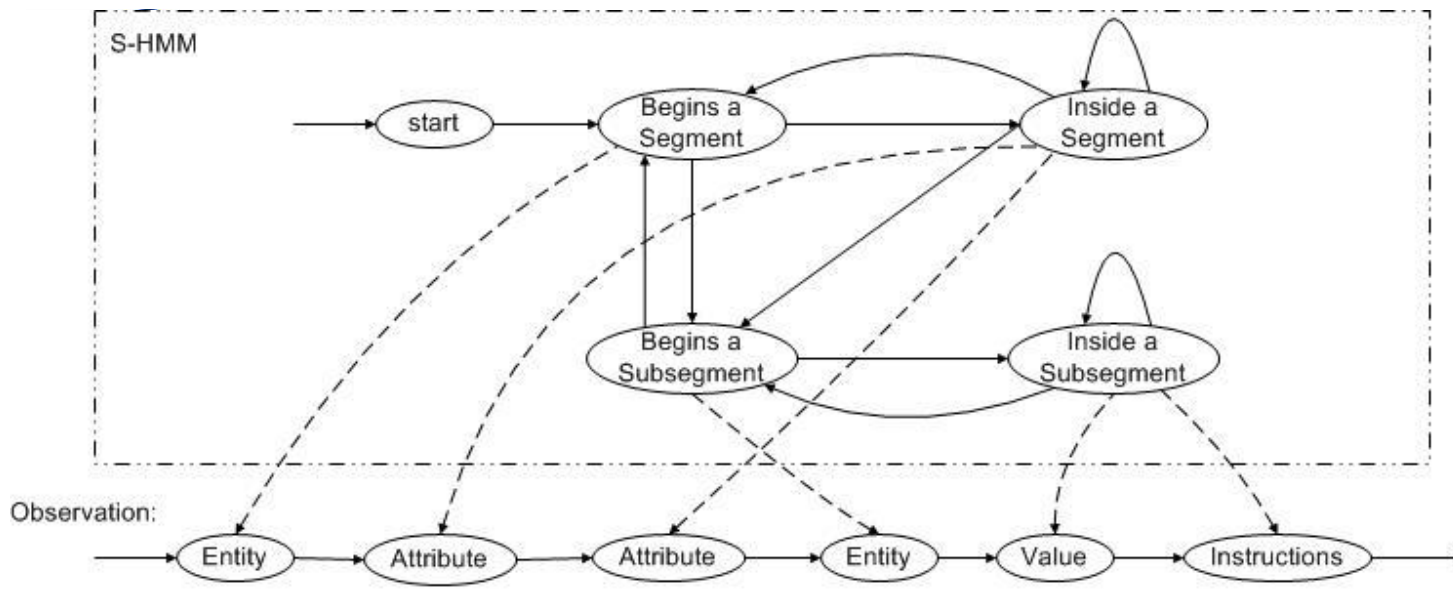 S-HMM
start
Begins a
Segment
Inside a
Segment
Begins a
Subsegment
Inside a
Subsegment
Observation:
Entity
Attribute
Attribute
Entity
Value
Instructions